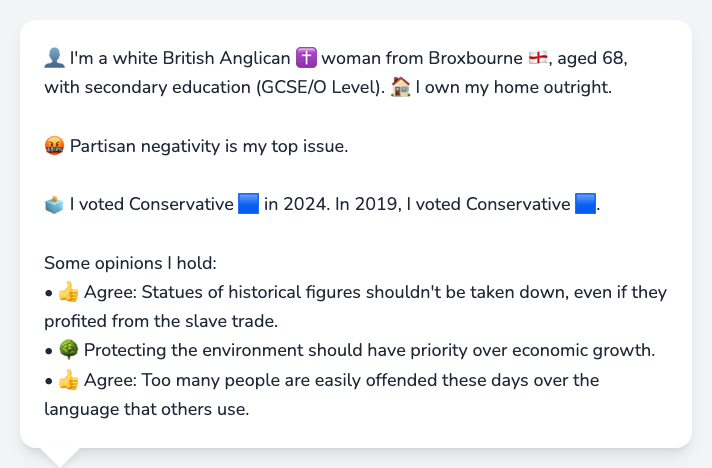 👤 I'm a white British Anglican ✝️ woman from Broxbourne 🏴󠁧󠁢󠁥󠁮󠁧󠁿, aged 68,
with secondary education (GCSE/O Level). 🏠 I own my home outright.
🤬 Partisan negativity is my top issue.
🗳️ I voted Conservative 🟦 in 2024. In 2019, I voted Conservative 🟦.
Some opinions I hold:
• 👍 Agree: Statues of historical figures shouldn't be taken down, even if they
profited from the slave trade.
• 🌳 Protecting the environment should have priority over economic growth.
• 👍 Agree: Too many people are easily offended these days over the
language that others use.